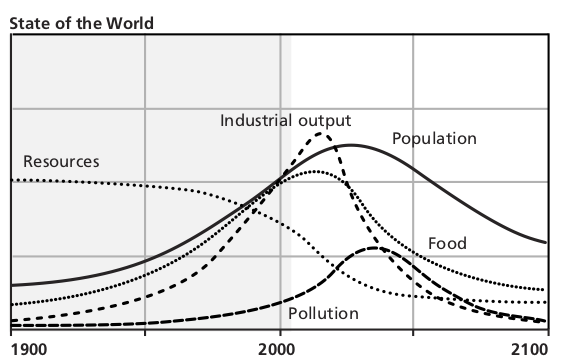 State of the World
Industrial output
Population
Resources
Food
Pollution
1900 2000 2100